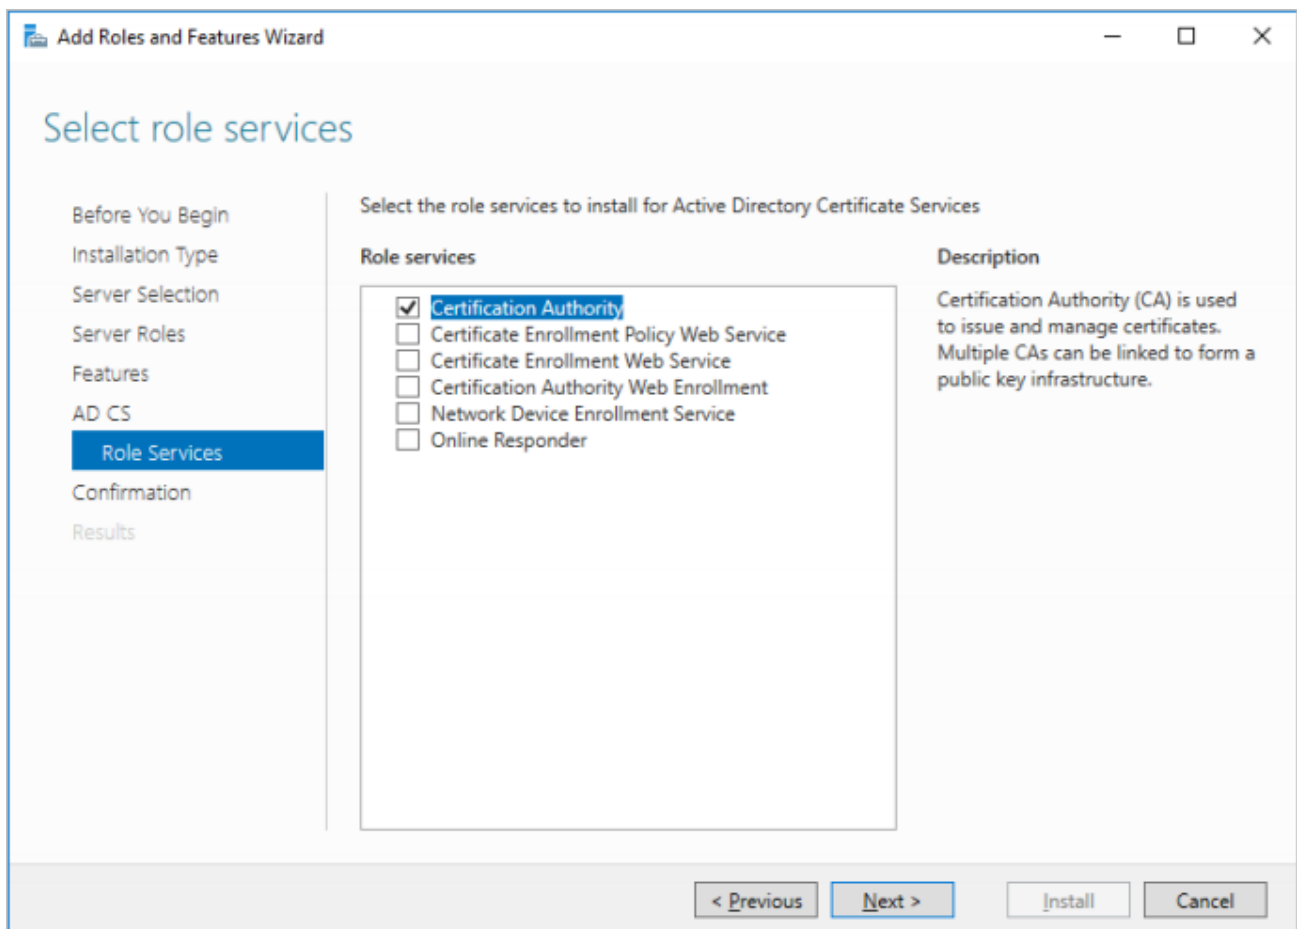 Add Roles and Features Wizard
Select role services
Before You Begin
Installation Type
Server Selection
Server Roles
Features
AD CS
Role Services
Confirmation
Results
Select the role services to install for Active Directory Certificate Services
Role services
Certification Authority
Certificate Enrollment Policy Web Service
Certificate Enrollment Web Service
Certification Authority Web Enrollment
Network Device Enrollment Service
Online Responder
Description
Certification Authority (CA) is used
to issue and manage certificates.
Multiple CAs can be linked to form a
public key infrastructure.
< Previous
Next >
Install
Cancel